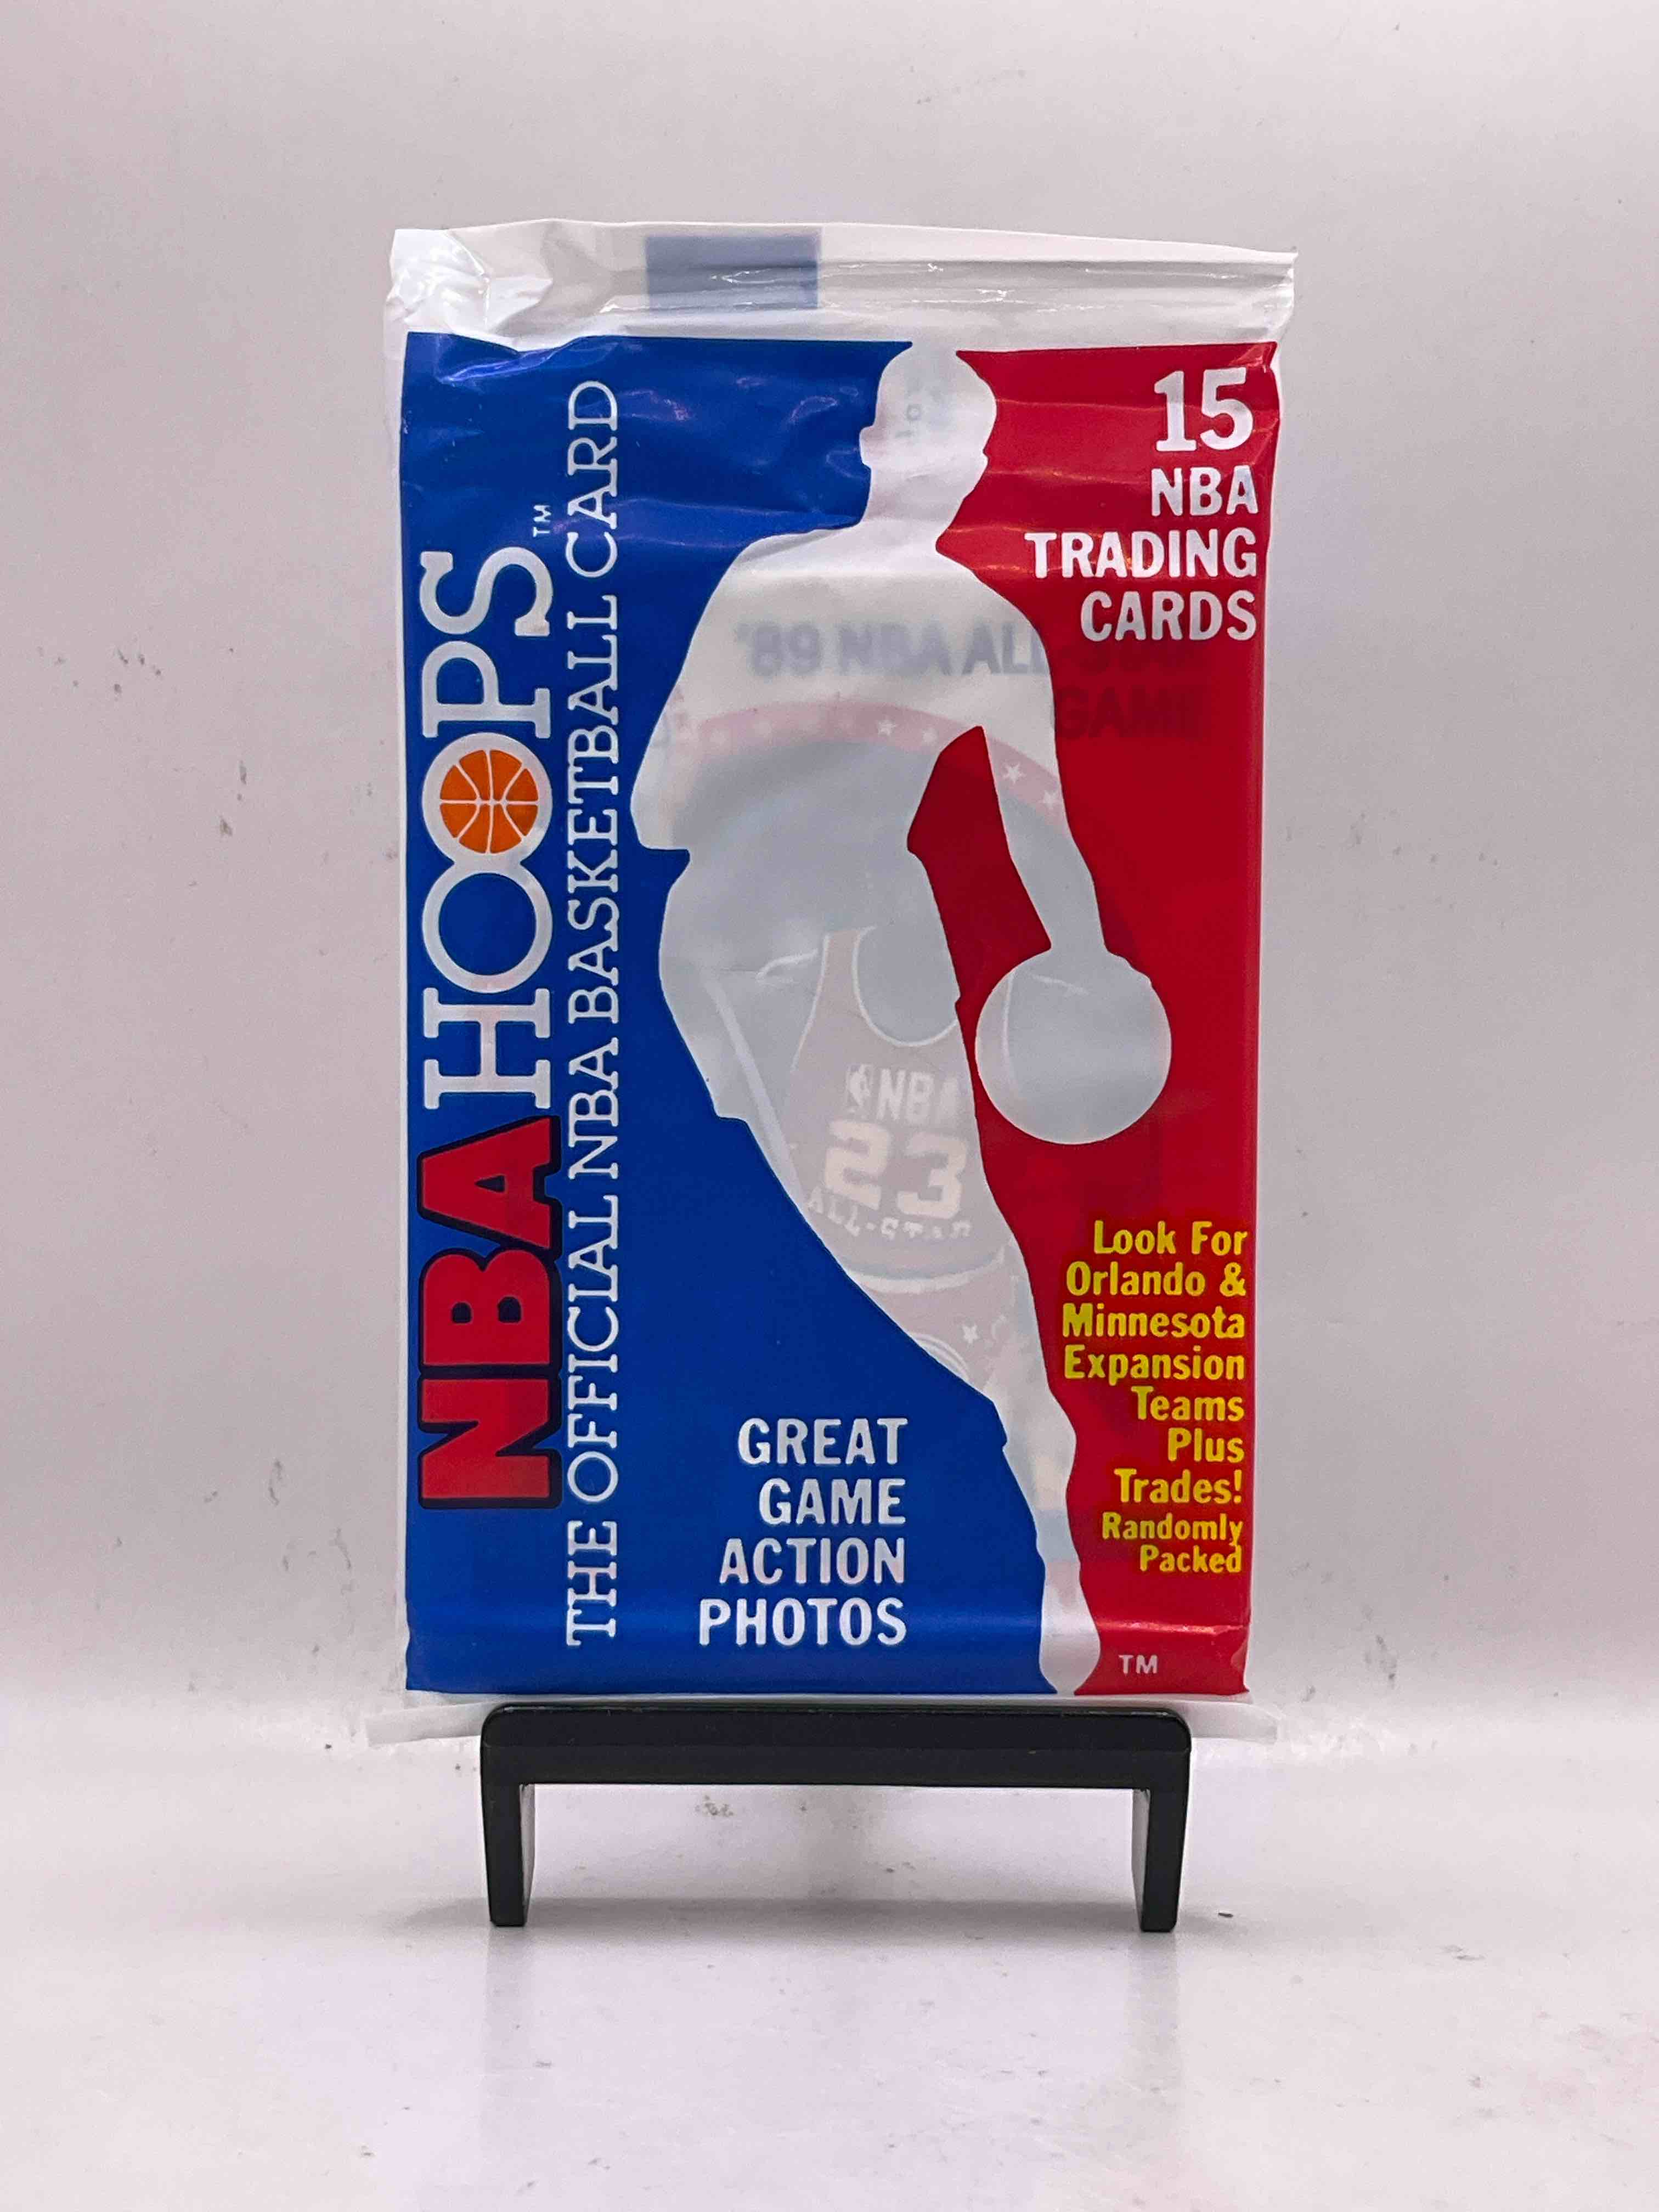 NBA HOOPS™
THE OFFICIAL NBA BASKETBALL CARD
15
NBA
TRADING
CARDS
'89 NBA ALL-STAR
GAME
NBA
23
ALL-STAR
GREAT
GAME
ACTION
PHOTOS
Look For
Orlando &
Minnesota
Expansion
Teams
Plus
Trades!
Randomly
Packed
TM